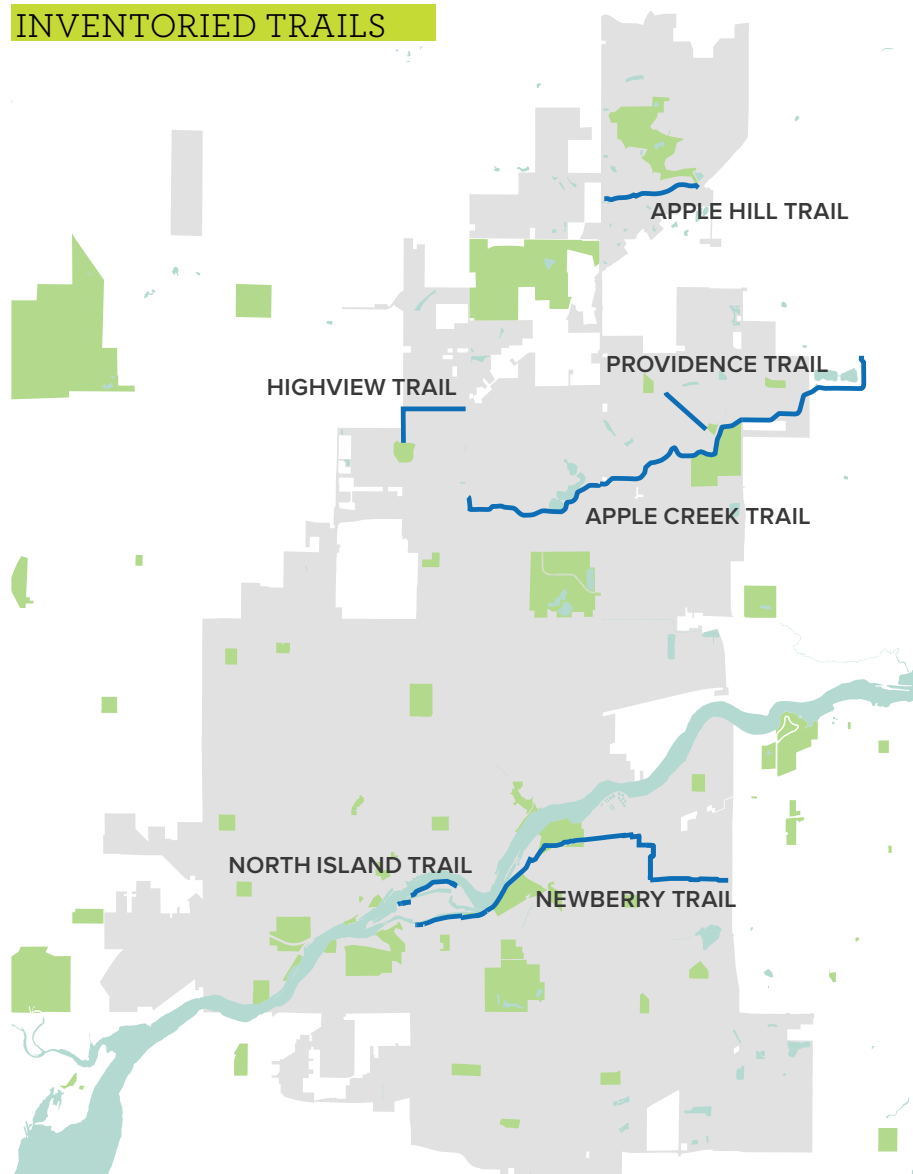 INVENTORIED TRAILS
APPLE HILL TRAIL
PROVIDENCE TRAIL
HIGHVIEW TRAIL
APPLE CREEK TRAIL
NORTH ISLAND TRAIL
NEWBERRY TRAIL